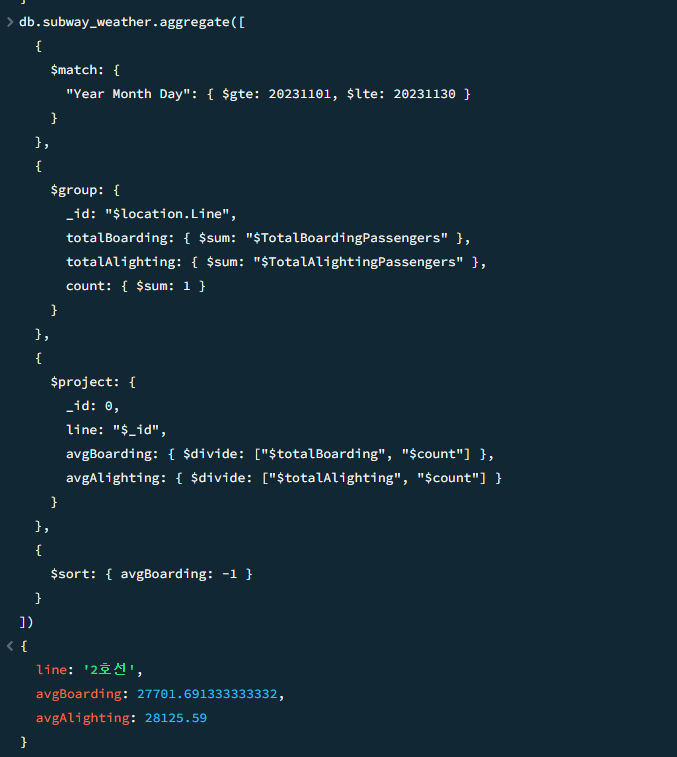 }
> db.subway_weather.aggregate([
  {
    $match: {
      "Year Month Day": { $gte: 20231101, $lte: 20231130 }
    }
  },
  {
    $group: {
      _id: "$location.Line",
      totalBoarding: { $sum: "$TotalBoardingPassengers" },
      totalAlighting: { $sum: "$TotalAlightingPassengers" },
      count: { $sum: 1 }
    }
  },
  {
    $project: {
      _id: 0,
      line: "$_id",
      avgBoarding: { $divide: ["$totalBoarding", "$count"] },
      avgAlighting: { $divide: ["$totalAlighting", "$count"] }
    }
  },
  {
    $sort: { avgBoarding: -1 }
  }
])
< {
  line: '2호선',
  avgBoarding: 27701.691333333332,
  avgAlighting: 28125.59
}